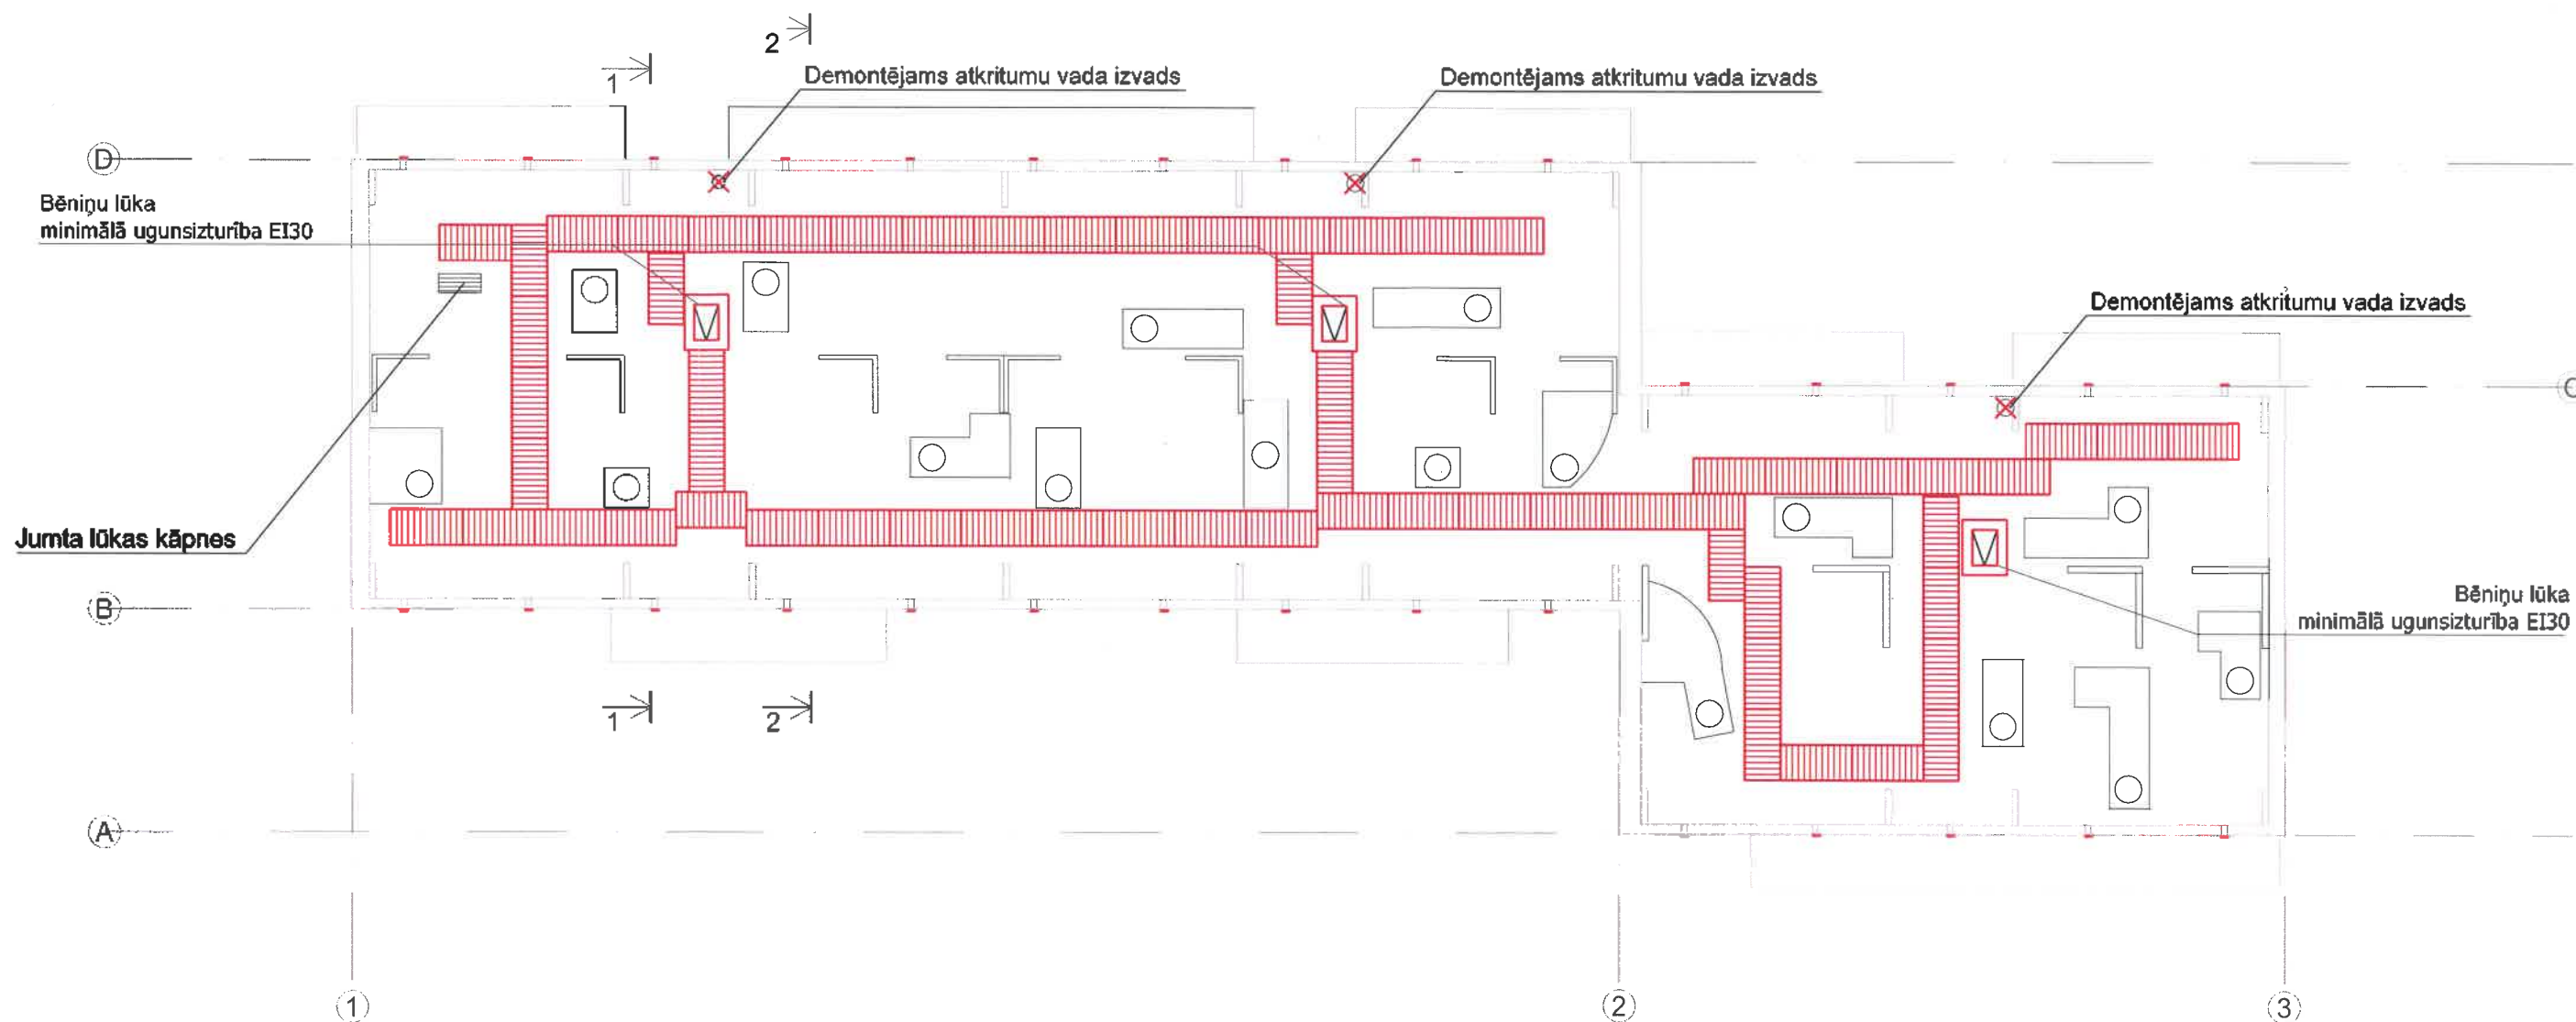 2
1
Demontējams atkritumu vada izvads
Demontējams atkritumu vada izvads
D
Bēniņu lūka
minimālā ugunsizturība EI30
Demontējams atkritumu vada izvads
C
Jumta lūkas kāpnes
B
Bēniņu lūka
minimālā ugunsizturība EI30
1
2
A
1
2
3